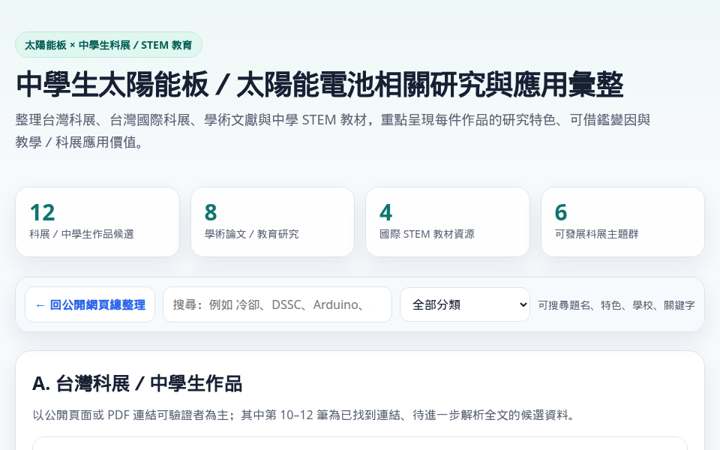 太陽能板 × 中學生科展 / STEM 教育
中學生太陽能板 / 太陽能電池相關研究與應用彙整
整理台灣科展、台灣國際科展、學術文獻與中學 STEM 教材，重點呈現每件作品的研究特色、可借鑑變因與
教學 / 科展應用價值。
12
科展 / 中學生作品候選
8
學術論文 / 教育研究
4
國際 STEM 教材資源
6
可發展科展主題群
← 回公開網頁總整理
搜尋：例如 冷卻、DSSC、Arduino、
全部分類
可搜尋題名、特色、學校、關鍵字
A. 台灣科展 / 中學生作品
以公開頁面或 PDF 連結可驗證者為主；其中第 10–12 筆為已找到連結、待進一步解析全文的候選資料。